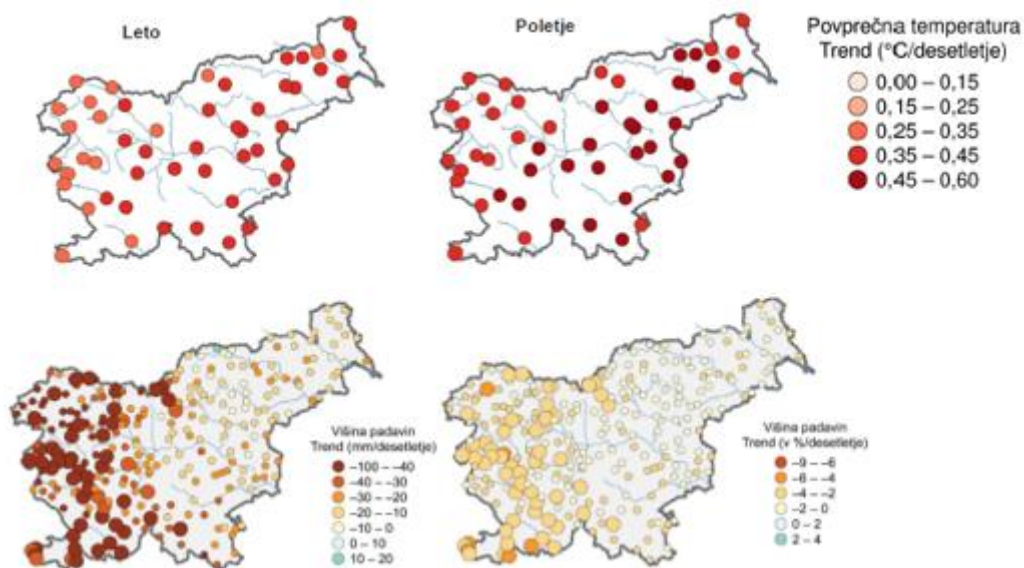 Leto
Poletje
Povprečna temperatura
Trend (°C/desetletje)
0,00 – 0,15
0,15 – 0,25
0,25 – 0,35
0,35 – 0,45
0,45 – 0,60
Višina padavin
Trend (mm/desetletje)
–100 – –40
–40 – –30
–30 – –20
–20 – –10
–10 – 0
0 – 10
10 – 20
Višina padavin
Trend (v %/desetletje)
–9 – –6
–6 – –4
–4 – –2
–2 – 0
0 – 2
2 – 4